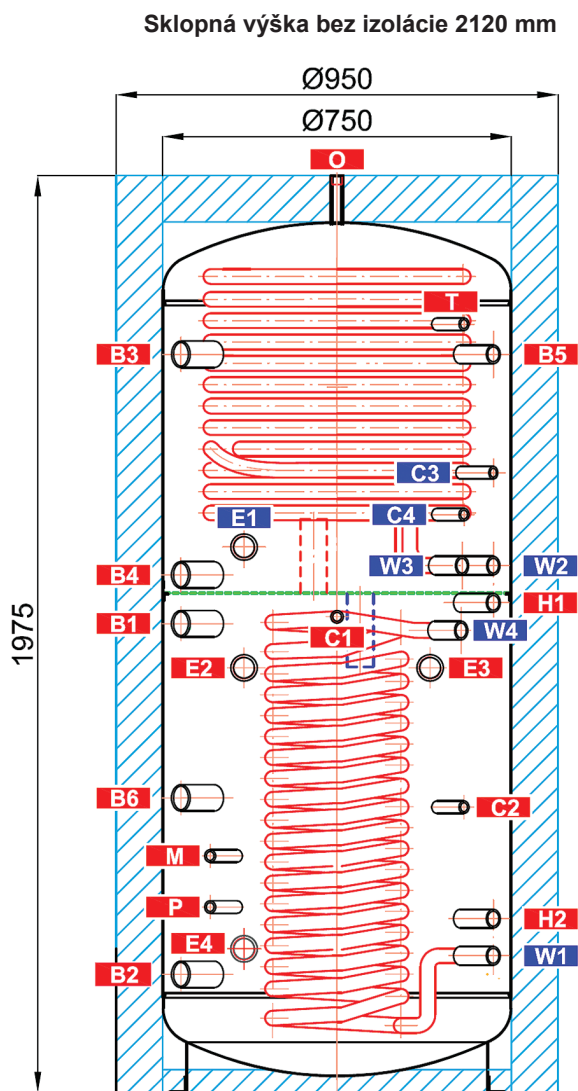 Sklopná výška bez izolácie 2120 mm
Ø950
Ø750
O
T
B3
B5
C3
C4
E1
W3
W2
B4
H1
B1
C1
W4
E2
E3
1975
B6
C2
M
P
H2
E4
W1
B2